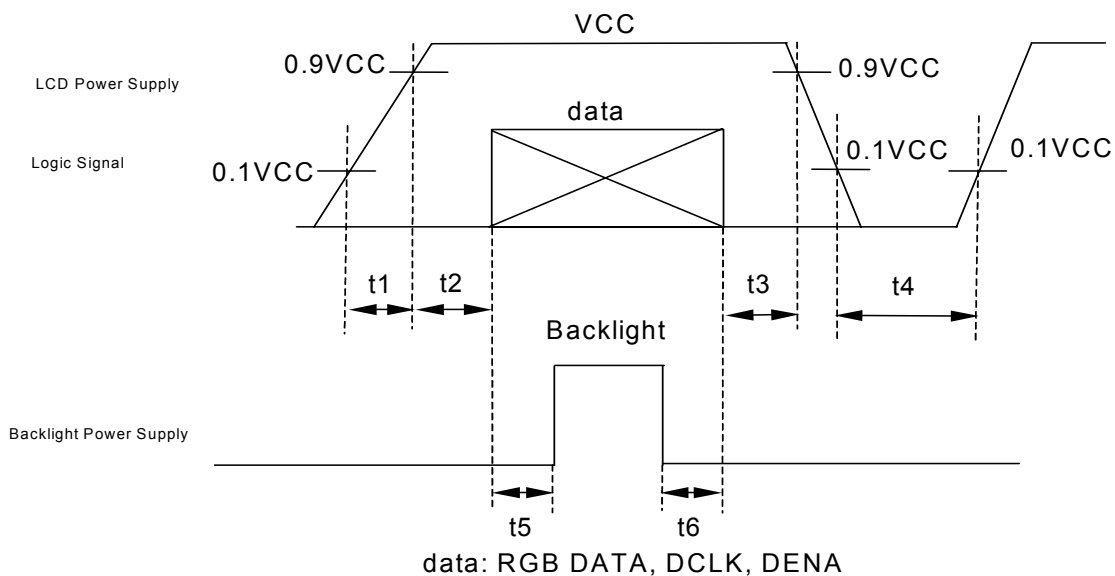 VCC
0.9VCC
0.9VCC
LCD Power Supply
data
Logic Signal
0.1VCC
0.1VCC
0.1VCC
t1
t2
t3
t4
Backlight
Backlight Power Supply
t5
t6
data: RGB DATA, DCLK, DENA